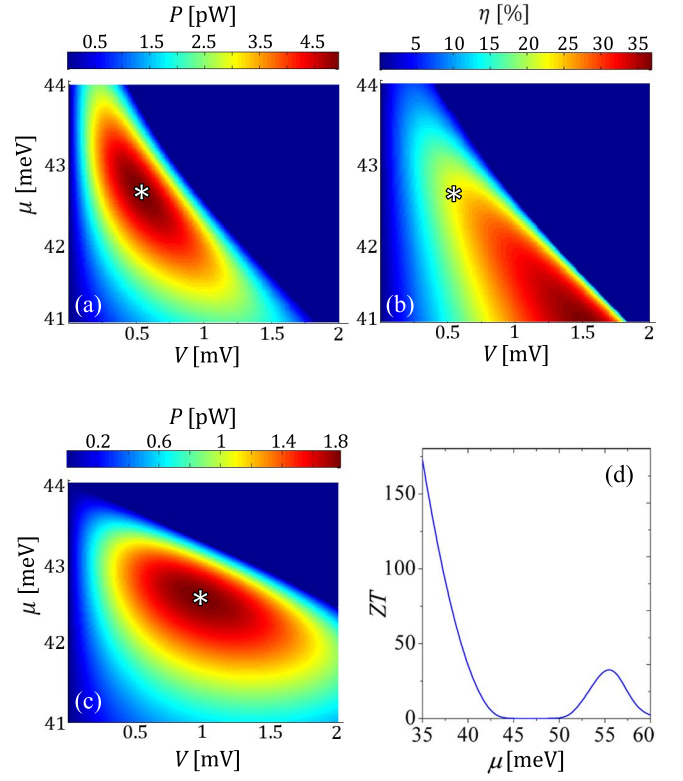 P [pW] η [%]
0.5 1.5 2.5 3.5 4.5 5 10 15 20 25 30 35
44 44
43 43
μ [meV]
42 42
(a) (b)
41 41
0.5 1 1.5 2 0.5 1 1.5 2
V [mV] V [mV]
P [pW]
0.2 0.6 1 1.4 1.8
44
(d)
150
43
μ [meV]
100
ZT
42
50
(c)
41 0
0.5 1 1.5 2 35 40 45 50 55 60
V [mV] μ [meV]